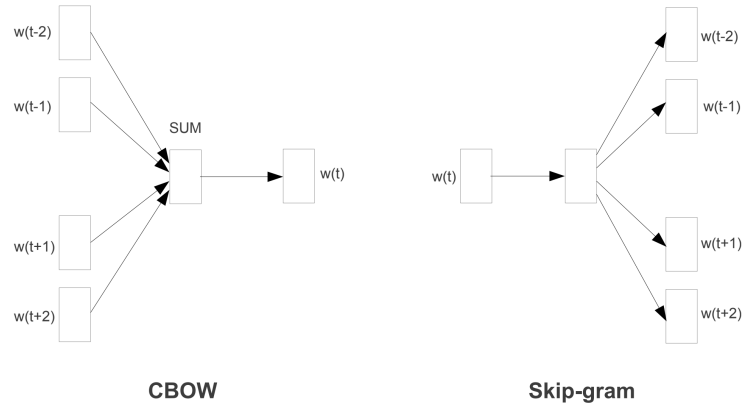 w(t-2)
w(t-1)
SUM
w(t)
w(t+1)
w(t+2)
CBOW
w(t-2)
w(t-1)
w(t)
w(t+1)
w(t+2)
Skip-gram